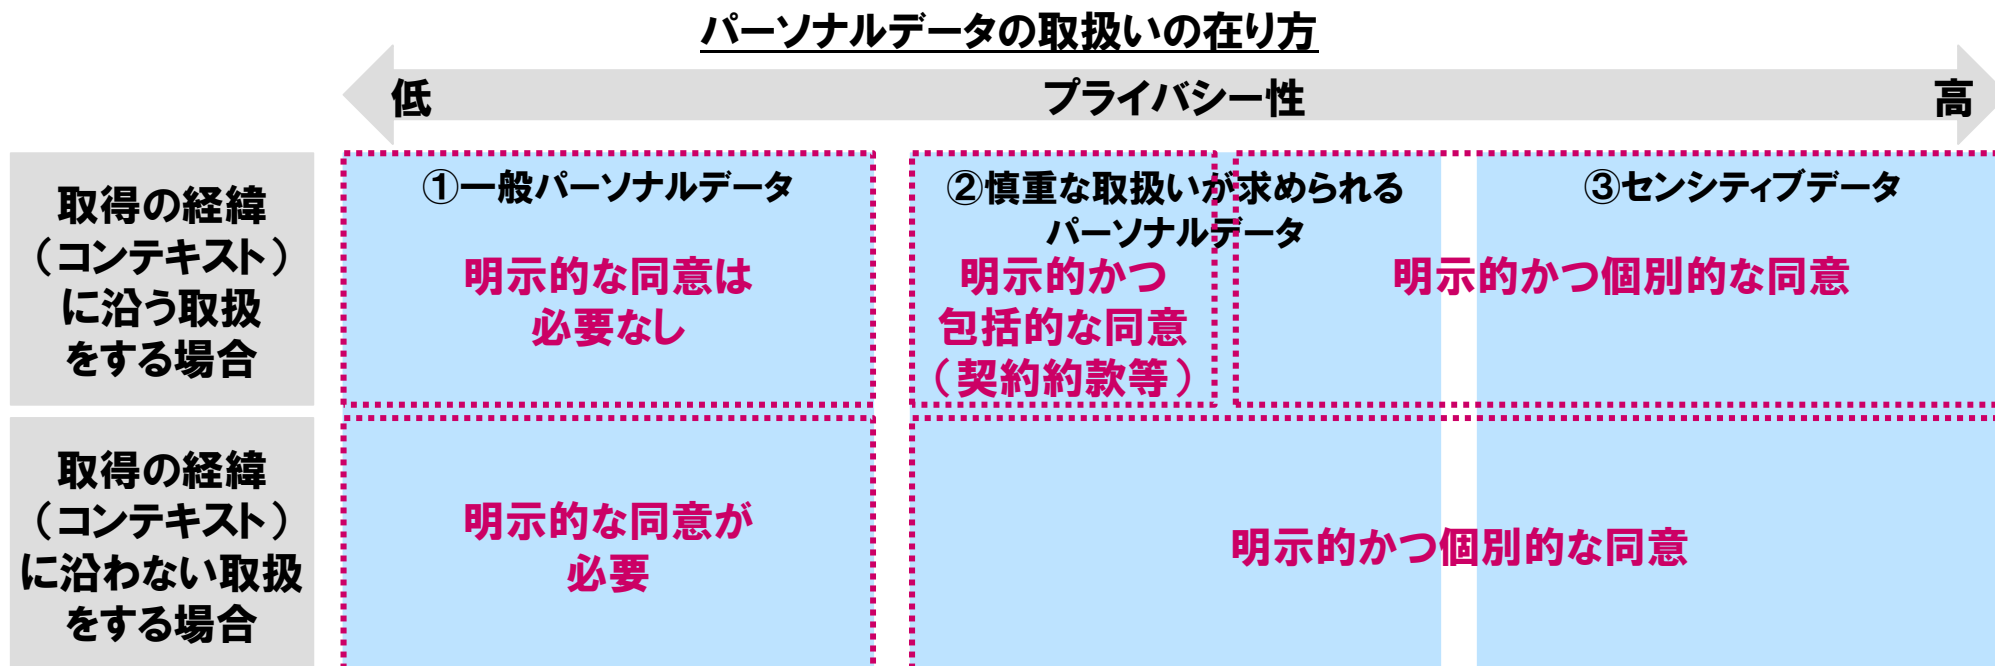 パーソナルデータの取扱いの在り方
低 プライバシー性 高
取得の経緯
（コンテキスト）
に沿う取扱
をする場合
①一般パーソナルデータ
明示的な同意は
必要なし
②慎重な取扱いが求められる
パーソナルデータ
明示的かつ
包括的な同意
（契約約款等）
③センシティブデータ
明示的かつ個別的な同意
取得の経緯
（コンテキスト）
に沿わない取扱
をする場合
明示的な同意が
必要
明示的かつ個別的な同意